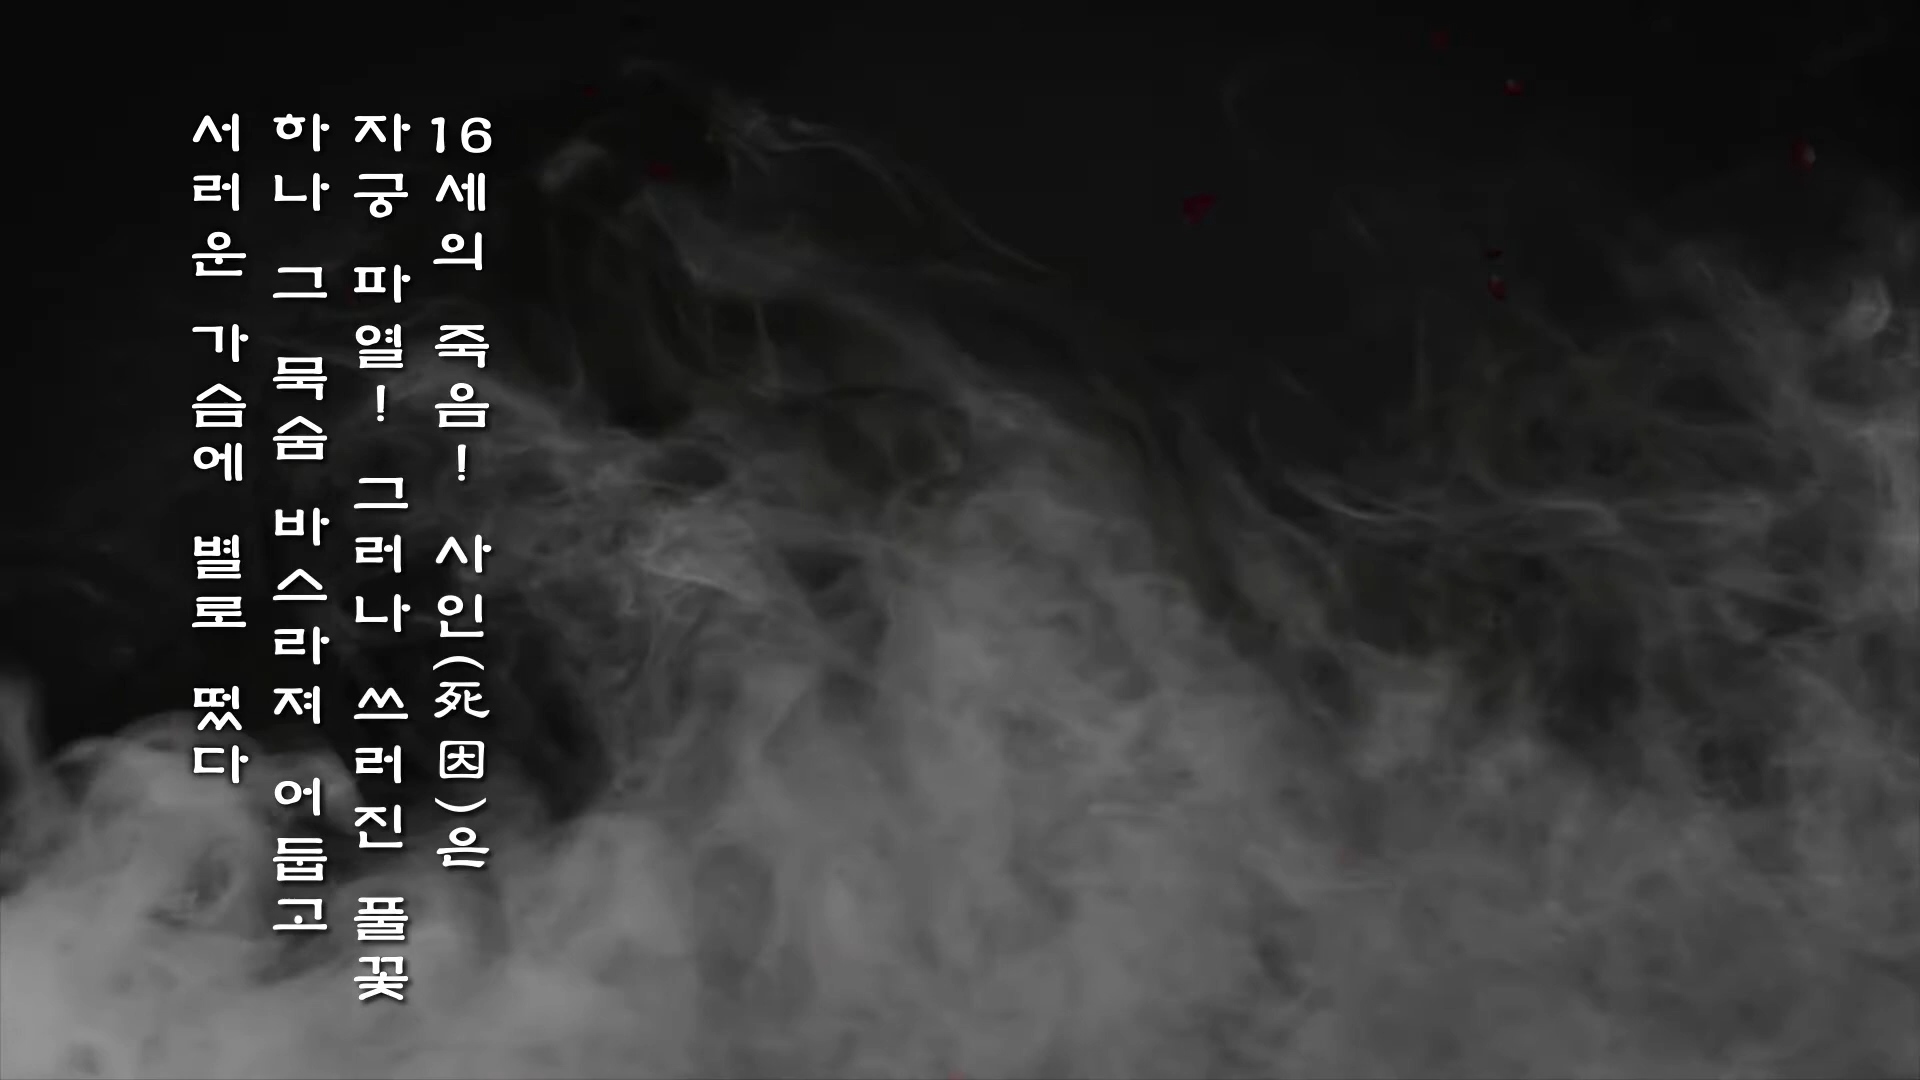 16세의 죽음! 사인(死因)은
자궁 파열! 그러나 쓰러진 풀꽃
하나 그 묵숨 바스라져 어둡고
서러운 가슴에 별로 떴다